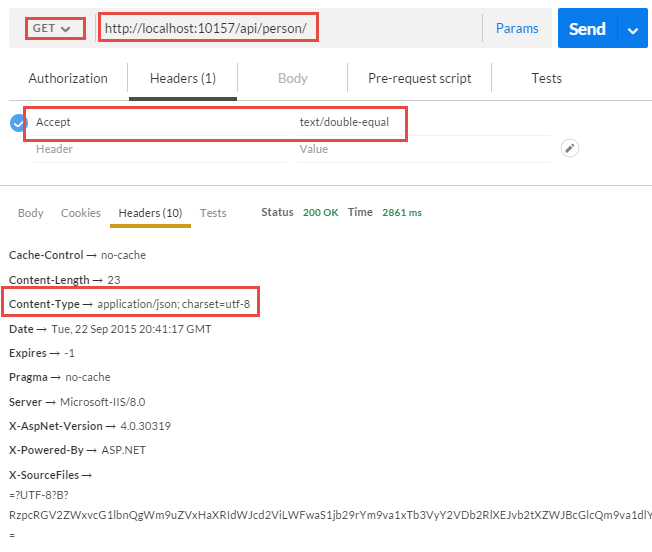 GET http://localhost:10157/api/person/ Params Send
Authorization Headers (1) Body Pre-request script Tests
Accept text/double-equal
Header Value
Body Cookies Headers (10) Tests Status 200 OK Time 2861 ms
Cache-Control → no-cache
Content-Length → 23
Content-Type → application/json; charset=utf-8
Date → Tue, 22 Sep 2015 20:41:17 GMT
Expires → -1
Pragma → no-cache
Server → Microsoft-IIS/8.0
X-AspNet-Version → 4.0.30319
X-Powered-By → ASP.NET
X-SourceFiles →
=?UTF-8?B?
=